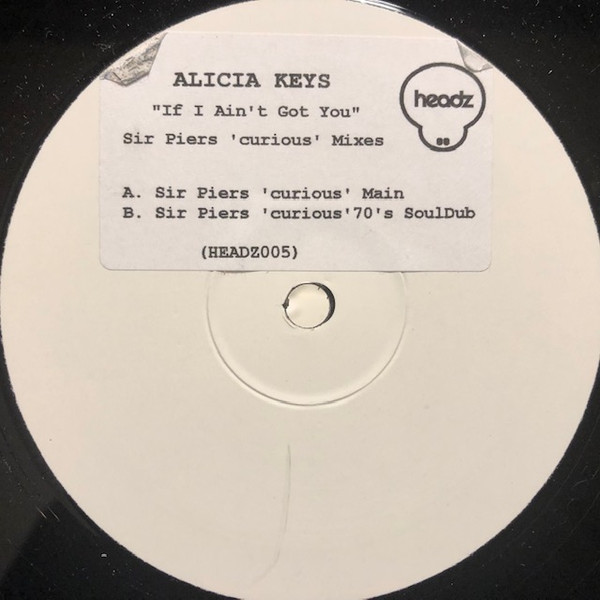 ALICIA KEYS
headz
"If I Ain't Got You"
Sir Piers 'curious' Mixes
A. Sir Piers 'curious' Main
B. Sir Piers 'curious'70's SoulDub
(HEADZ005)